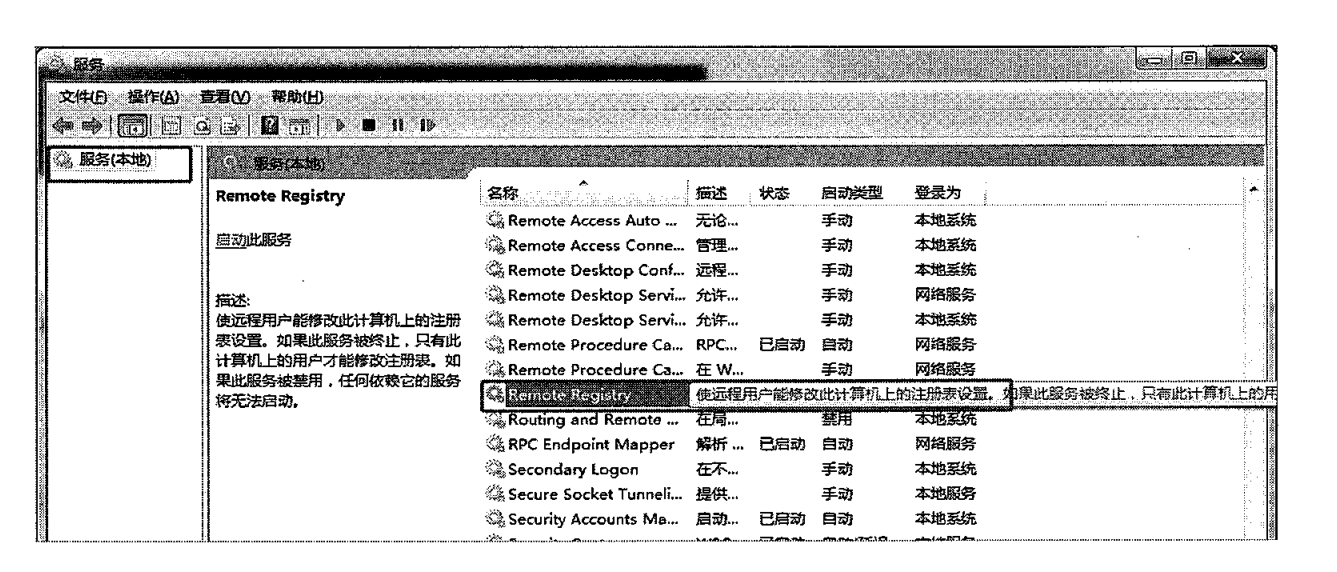 服务
文件(F) 操作(A) 查看(V) 帮助(H)
服务(本地)
服务(本地)
Remote Registry
启动此服务
描述:
使远程用户能修改此计算机上的注册
表设置。如果此服务被终止，只有此
计算机上的用户才能修改注册表。如
果此服务被禁用，任何依赖它的服务
将无法启动。
名称 描述 状态 启动类型 登录为
Remote Access Auto ... 无论... 手动 本地系统
Remote Access Conne... 管理... 手动 本地系统
Remote Desktop Conf... 远程... 手动 本地系统
Remote Desktop Servi... 允许... 手动 网络服务
Remote Desktop Servi... 允许... 手动 本地系统
Remote Procedure Ca... RPC... 已启动 自动 网络服务
Remote Procedure Ca... 在 W... 手动 网络服务
Remote Registry 使远程用户能修改此计算机上的注册表设置。如果此服务被终止，只有此计算机上的用
Routing and Remote ... 在局... 禁用 本地系统
RPC Endpoint Mapper 解析 ... 已启动 自动 网络服务
Secondary Logon 在不... 手动 本地系统
Secure Socket Tunneli... 提供... 手动 本地服务
Security Accounts Ma... 启动... 已启动 自动 本地系统